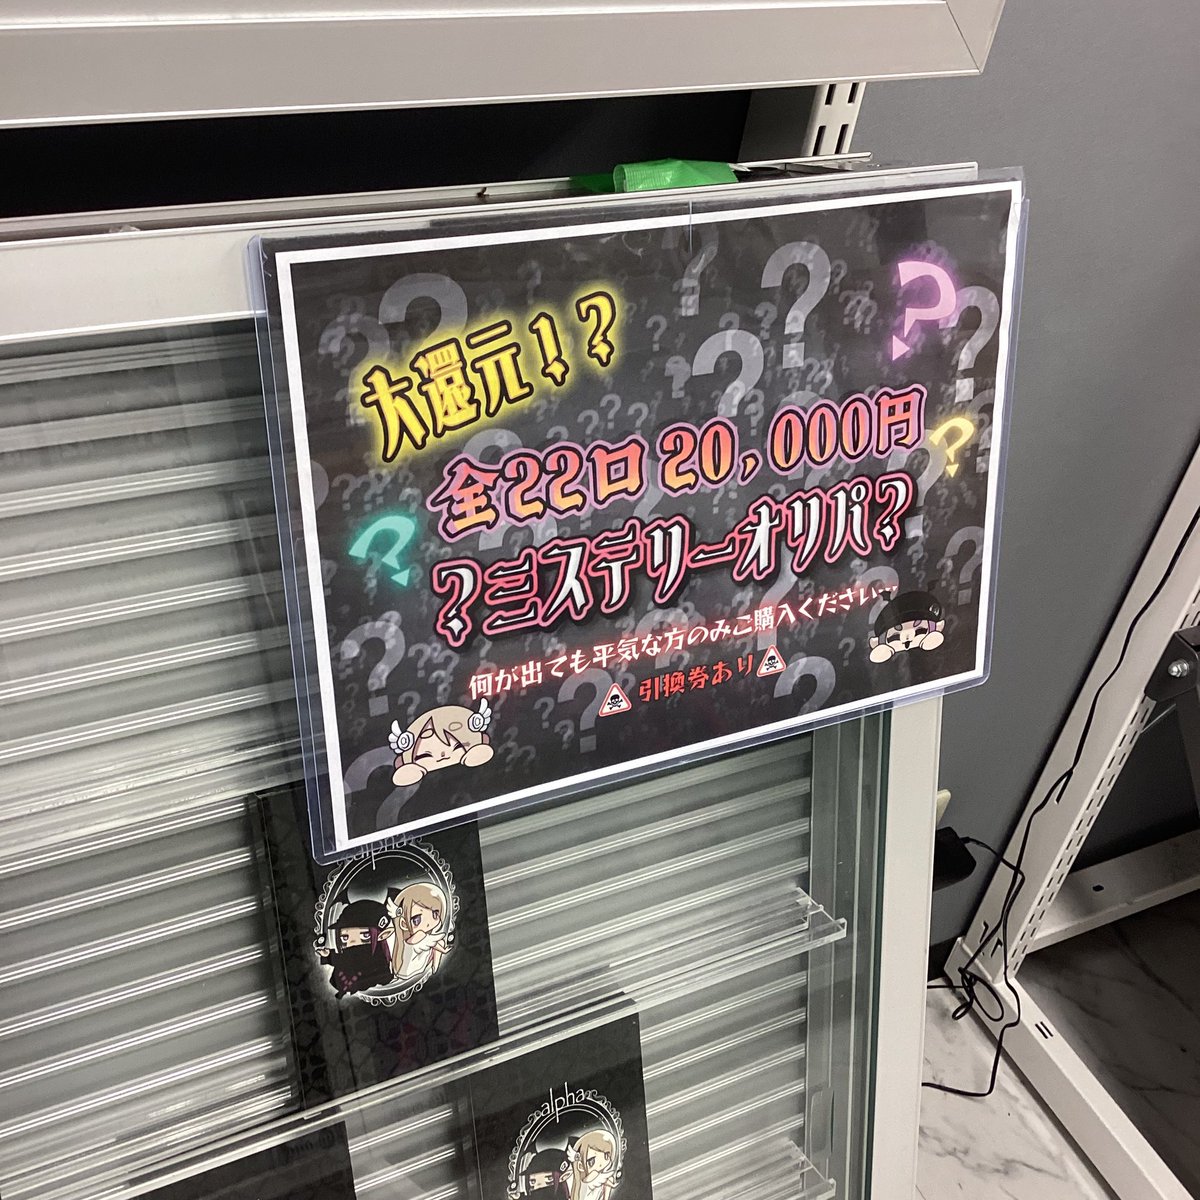 大還元！？
全22口 20,000円
？ミステリーオリパ？
何が出ても平気な方のみご購入ください…
引換券あり
alpha
alpha